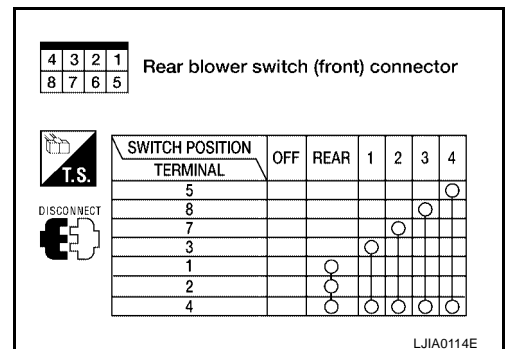 4 3 2 1
8 7 6 5
Rear blower switch (front) connector
T.S.
DISCONNECT
SWITCH POSITION
TERMINAL
OFF REAR 1 2 3 4
5
8
7
3
1
2
4
LJIA0114E